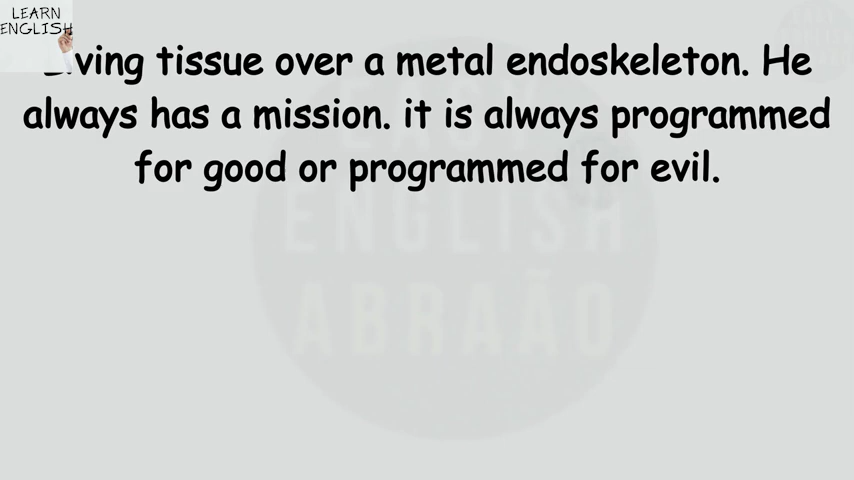 LEARN
ENGLISH
tissue over a metal endoskeleton. He
always has a mission. it is always programmed
for good or programmed for evil.
EASY
ENGLISH
ABRAÃO